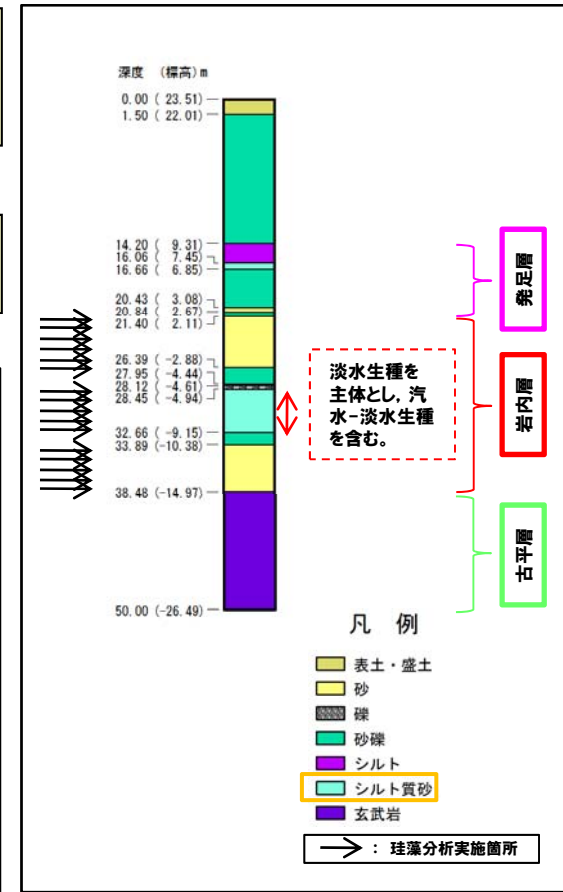 深度 (標高)m
0.00 ( 23.51)
1.50 ( 22.01)
14.20 ( 9.31)
16.06 ( 7.45)
16.66 ( 6.85)
20.43 ( 3.08)
20.84 ( 2.67)
21.40 ( 2.11)
26.39 (-2.88)
27.95 (-4.44)
28.12 (-4.61)
28.45 (-4.94)
32.66 (-9.15)
33.89 (-10.38)
38.48 (-14.97)
50.00 (-26.49)
淡水生種を
主体とし，汽
水-淡水生種
を含む。
発足層
岩内層
古平層
凡 例
表土・盛土
砂
礫
砂礫
シルト
シルト質砂
玄武岩
： 珪藻分析実施箇所